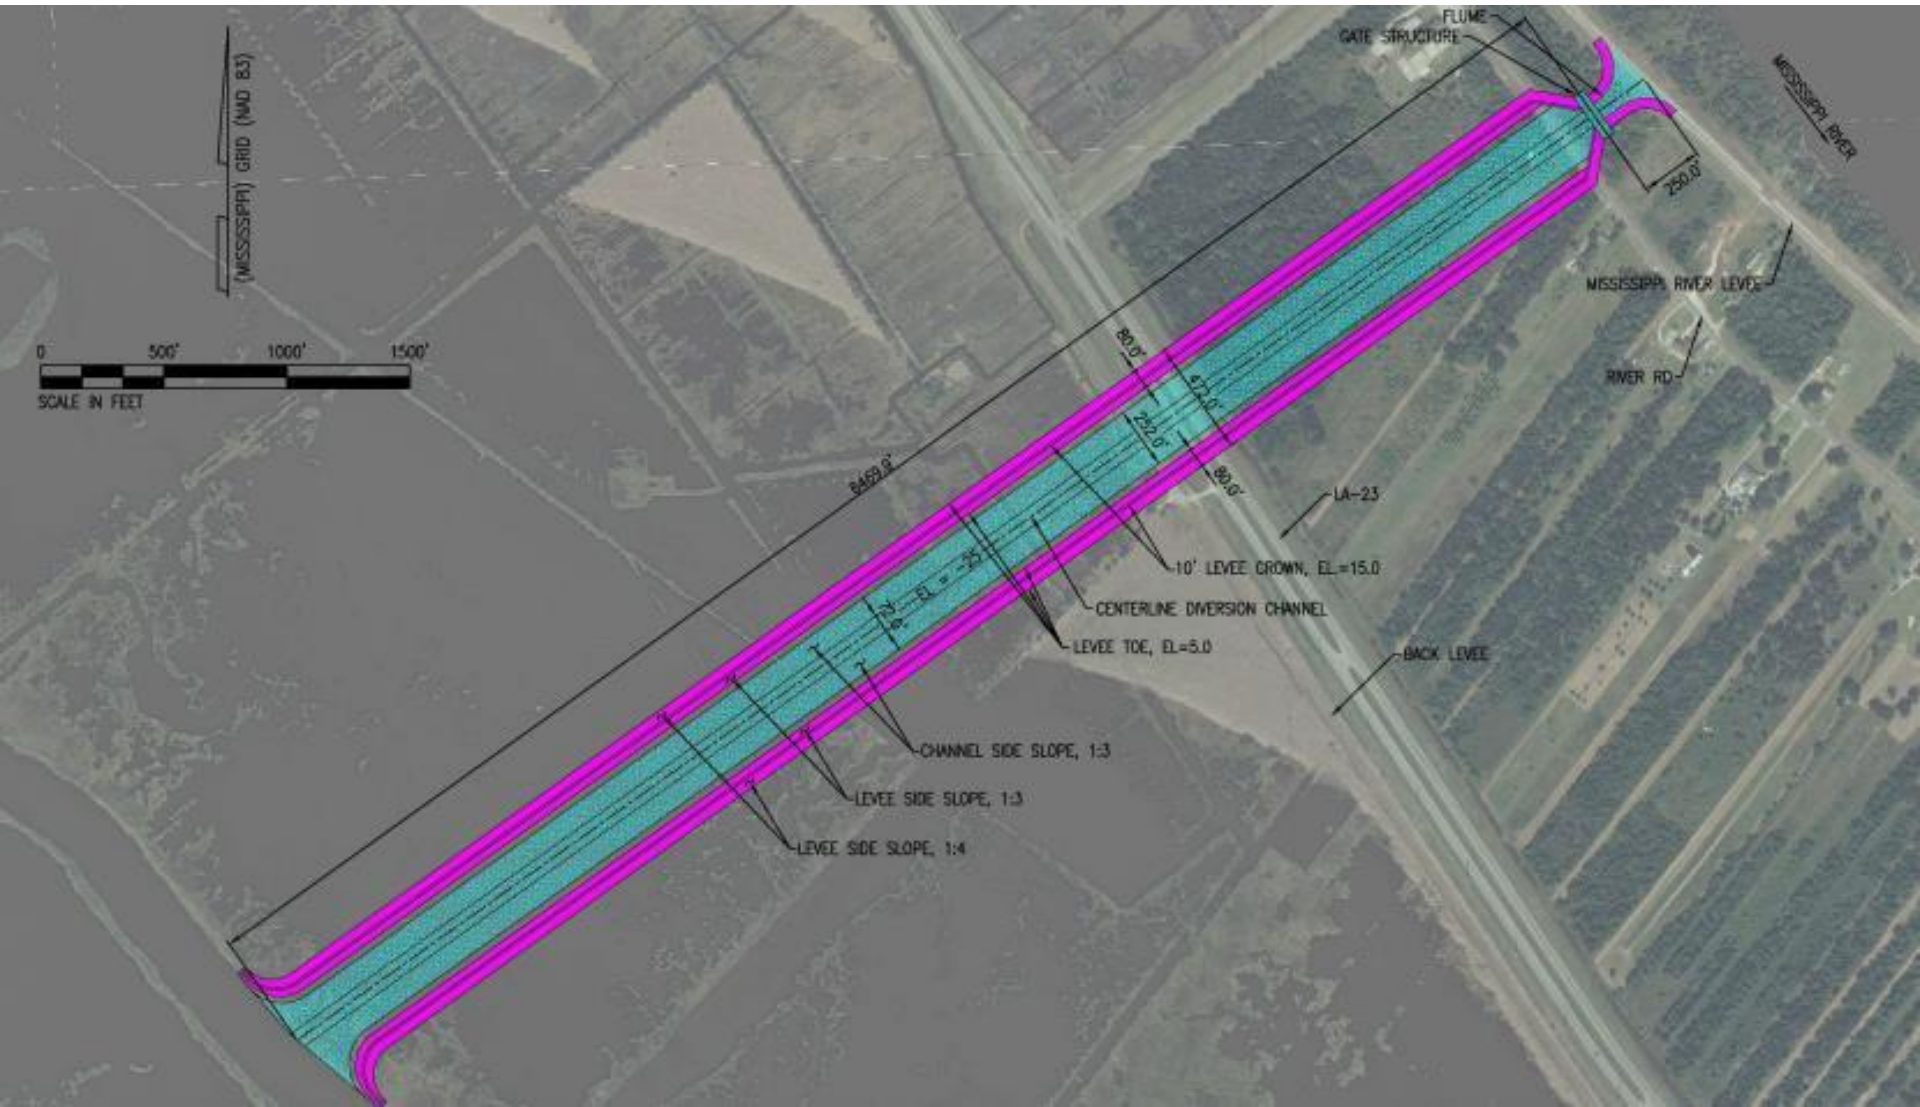 FLUME
GATE STRUCTURE
MISSISSIPPI RIVER
(MISSISSIPPI) GRID (NAD 83)
250.0'
MISSISSIPPI RIVER LEVEE
0 500' 1000' 1500'
SCALE IN FEET
80.0'
472.0'
RIVER RD
252.0'
80.0'
8469.9'
LA-23
EL = -25
10' LEVEE CROWN, EL.=15.0
CENTERLINE DIVERSION CHANNEL
LEVEE TOE, EL=5.0
BACK LEVEE
CHANNEL SIDE SLOPE, 1:3
LEVEE SIDE SLOPE, 1:3
LEVEE SIDE SLOPE, 1:4